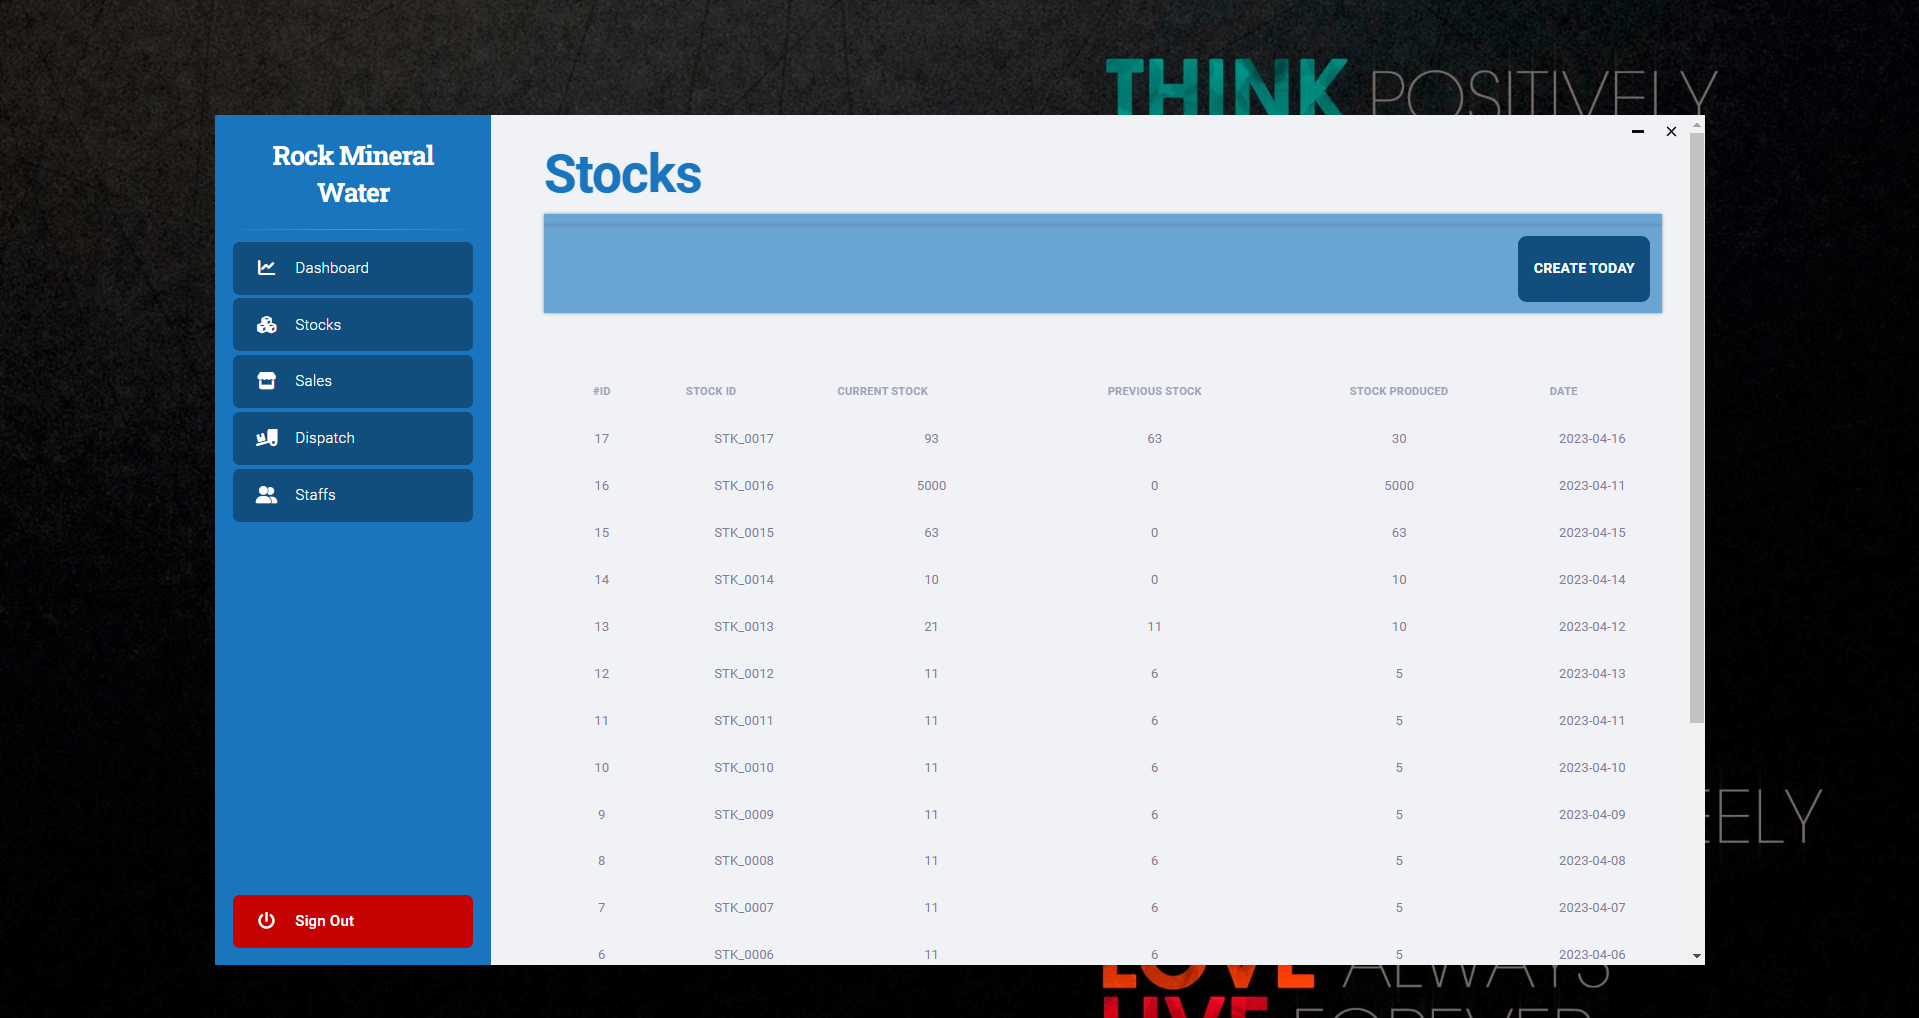 THINK POSITIVELY
Rock Mineral
Water
Dashboard
Stocks
Sales
Dispatch
Staffs
Sign Out
Stocks
CREATE TODAY
#ID STOCK ID CURRENT STOCK PREVIOUS STOCK STOCK PRODUCED DATE
17 STK_0017 93 63 30 2023-04-16
16 STK_0016 5000 0 5000 2023-04-11
15 STK_0015 63 0 63 2023-04-15
14 STK_0014 10 0 10 2023-04-14
13 STK_0013 21 11 10 2023-04-12
12 STK_0012 11 6 5 2023-04-13
11 STK_0011 11 6 5 2023-04-11
10 STK_0010 11 6 5 2023-04-10
9 STK_0009 11 6 5 2023-04-09
8 STK_0008 11 6 5 2023-04-08
7 STK_0007 11 6 5 2023-04-07
6 STK_0006 11 6 5 2023-04-06
EELY
LOVE ALWAYS
LIVE FOREVER